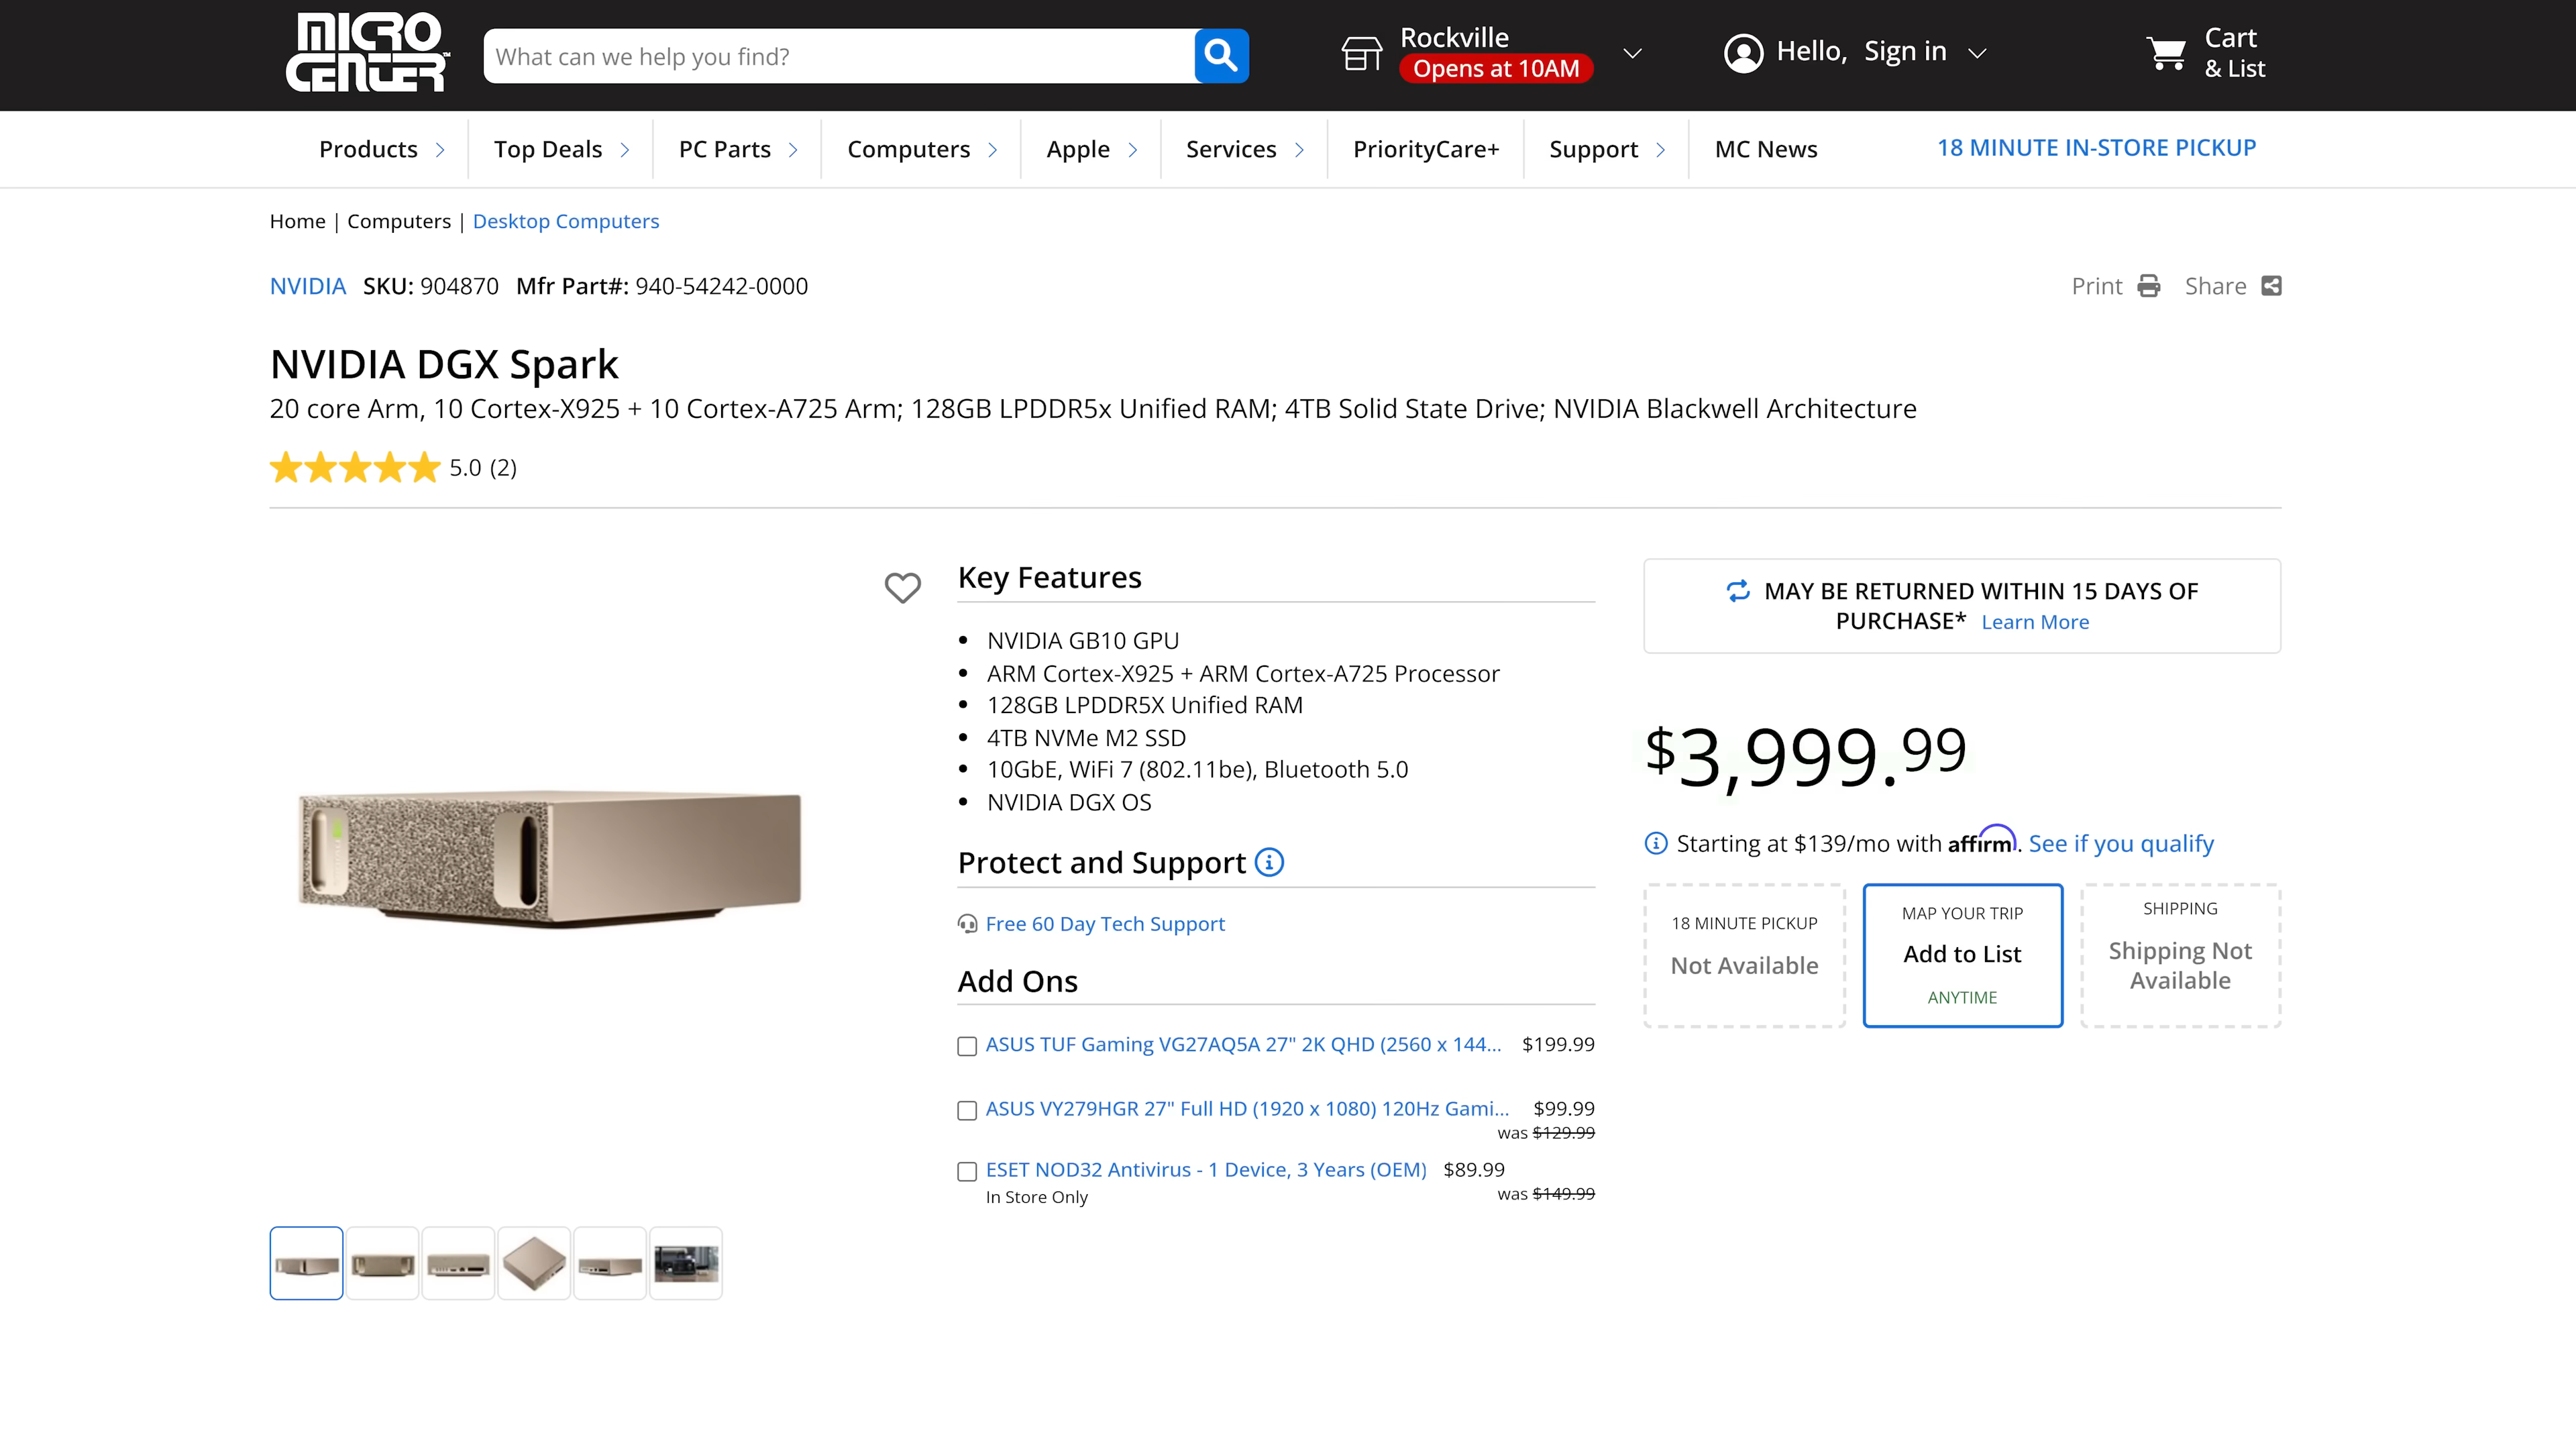 MICRO CENTER™
What can we help you find?
Rockville
Opens at 10AM
Hello, Sign in
Cart
& List
Products
Top Deals
PC Parts
Computers
Apple
Services
PriorityCare+
Support
MC News
18 MINUTE IN-STORE PICKUP
Home | Computers | Desktop Computers
NVIDIA SKU: 904870 Mfr Part#: 940-54242-0000
Print
Share
NVIDIA DGX Spark
20 core Arm, 10 Cortex-X925 + 10 Cortex-A725 Arm; 128GB LPDDR5x Unified RAM; 4TB Solid State Drive; NVIDIA Blackwell Architecture
5.0 (2)
Key Features
NVIDIA GB10 GPU
ARM Cortex-X925 + ARM Cortex-A725 Processor
128GB LPDDR5X Unified RAM
4TB NVMe M2 SSD
10GbE, WiFi 7 (802.11be), Bluetooth 5.0
NVIDIA DGX OS
Protect and Support
Free 60 Day Tech Support
Add Ons
ASUS TUF Gaming VG27AQ5A 27" 2K QHD (2560 x 144... $199.99
ASUS VY279HGR 27" Full HD (1920 x 1080) 120Hz Gami... $99.99
was $129.99
ESET NOD32 Antivirus - 1 Device, 3 Years (OEM) $89.99
In Store Only was $149.99
MAY BE RETURNED WITHIN 15 DAYS OF
PURCHASE* Learn More
$3,999.99
Starting at $139/mo with affirm. See if you qualify
18 MINUTE PICKUP
Not Available
MAP YOUR TRIP
Add to List
ANYTIME
SHIPPING
Shipping Not
Available